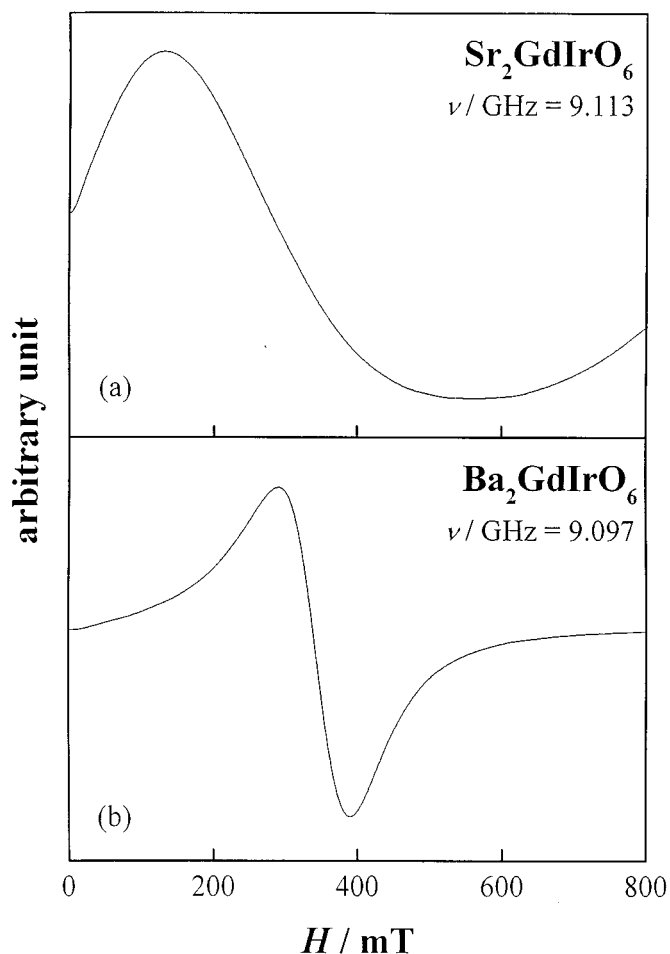 Sr₂GdIrO₆
ν / GHz = 9.113
(a)
arbitrary unit
Ba₂GdIrO₆
ν / GHz = 9.097
(b)
0 200 400 600 800
H / mT